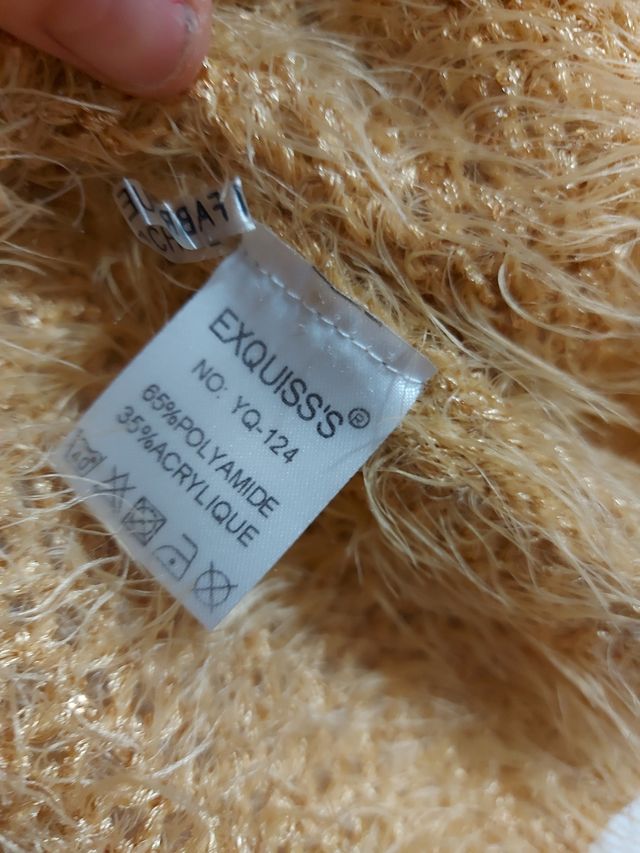 EXQUISS'S®
NO: YQ-124
65%POLYAMIDE
35%ACRYLIQUE